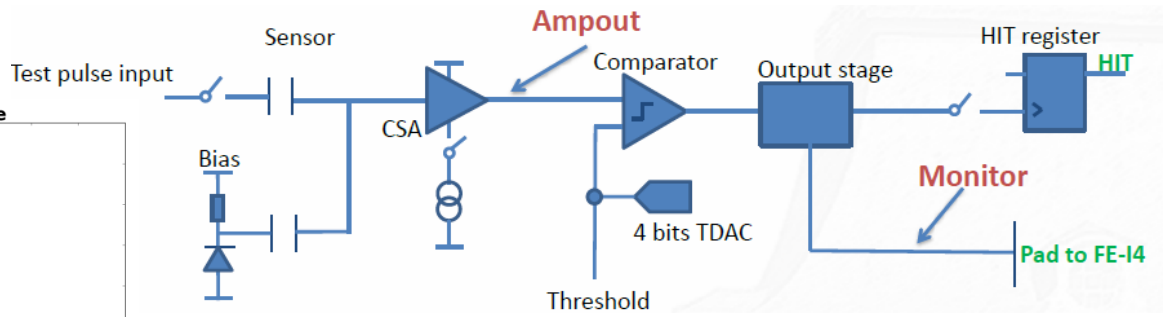 Ampout
Sensor
HIT register
Test pulse input
Comparator
Output stage
HIT
e
CSA
Bias
Monitor
4 bits TDAC
Pad to FE-I4
Threshold